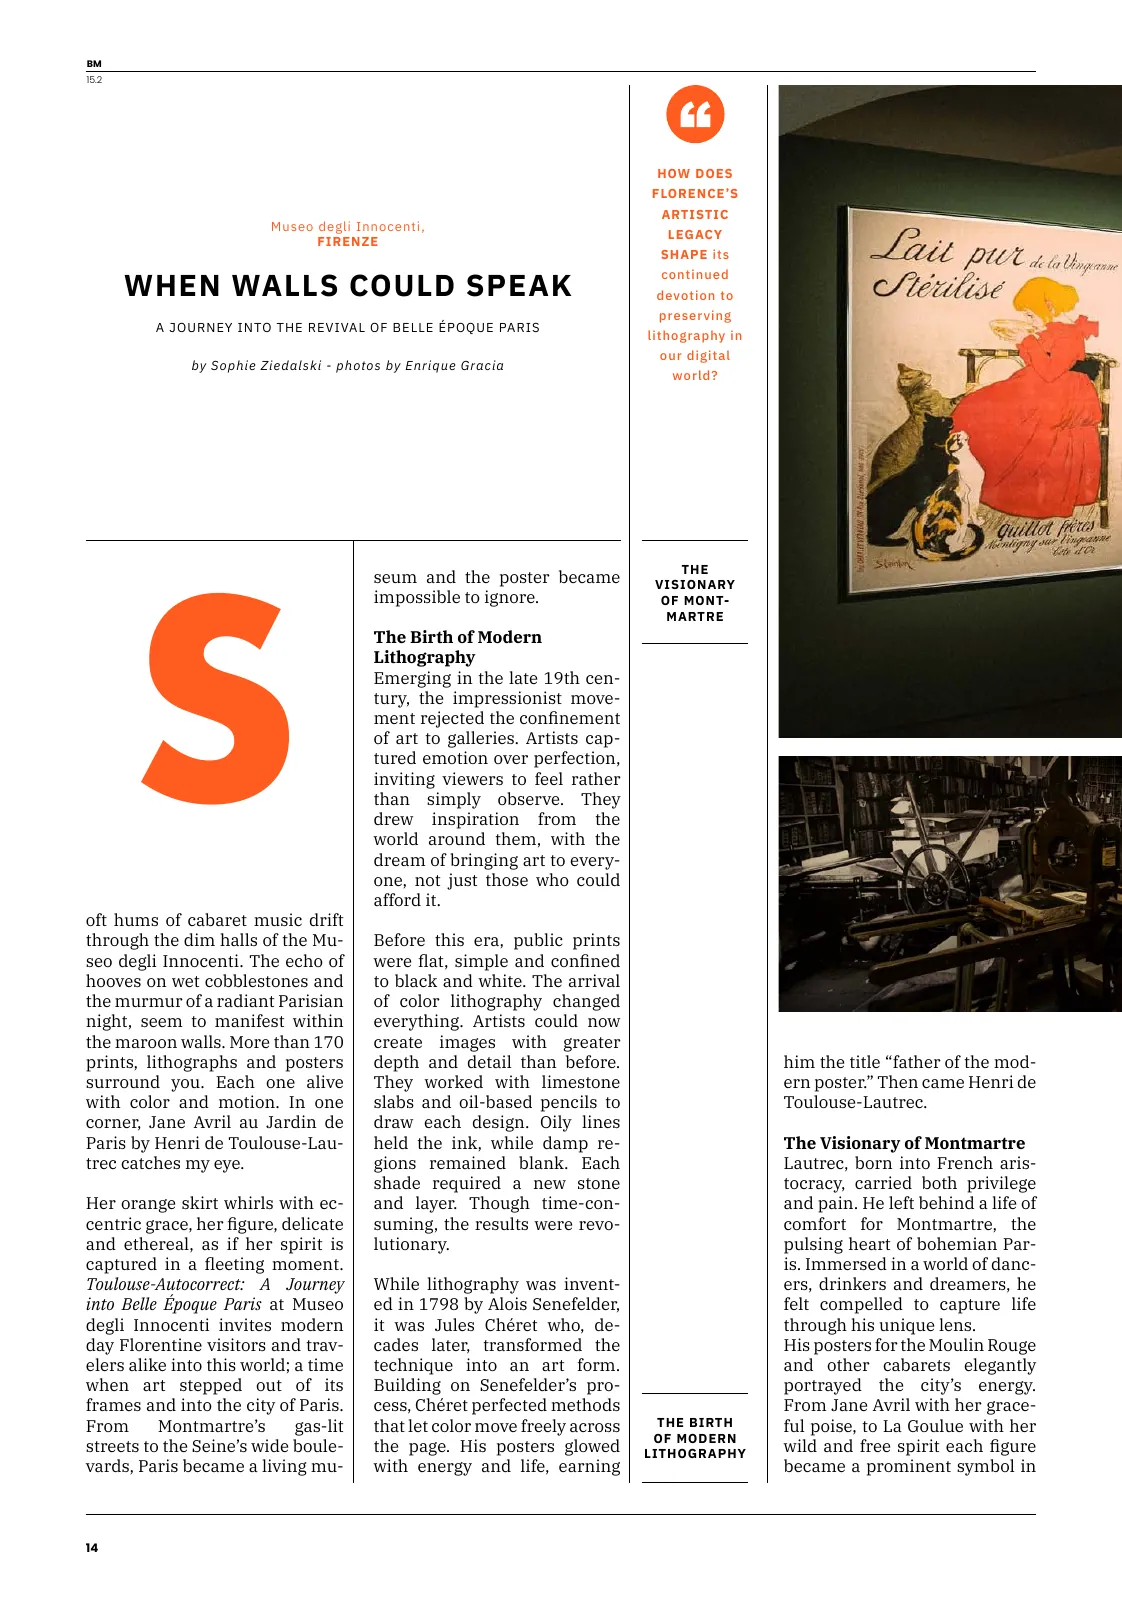 BM
15.2
Museo degli Innocenti,
FIRENZE
WHEN WALLS COULD SPEAK
A JOURNEY INTO THE REVIVAL OF BELLE ÉPOQUE PARIS
by Sophie Ziedalski - photos by Enrique Gracia
S
oft hums of cabaret music drift
through the dim halls of the Mu-
seo degli Innocenti. The echo of
hooves on wet cobblestones and
the murmur of a radiant Parisian
night, seem to manifest within
the maroon walls. More than 170
prints, lithographs and posters
surround you. Each one alive
with color and motion. In one
corner, Jane Avril au Jardin de
Paris by Henri de Toulouse-Lau-
trec catches my eye.
Her orange skirt whirls with ec-
centric grace, her figure, delicate
and ethereal, as if her spirit is
captured in a fleeting moment.
Toulouse-Autocorrect: A Journey
into Belle Époque Paris at Museo
degli Innocenti invites modern
day Florentine visitors and trav-
elers alike into this world; a time
when art stepped out of its
frames and into the city of Paris.
From Montmartre’s gas-lit
streets to the Seine’s wide boule-
vards, Paris became a living mu-
seum and the poster became
impossible to ignore.
The Birth of Modern
Lithography
Emerging in the late 19th cen-
tury, the impressionist move-
ment rejected the confinement
of art to galleries. Artists cap-
tured emotion over perfection,
inviting viewers to feel rather
than simply observe. They
drew inspiration from the
world around them, with the
dream of bringing art to every-
one, not just those who could
afford it.
Before this era, public prints
were flat, simple and confined
to black and white. The arrival
of color lithography changed
everything. Artists could now
create images with greater
depth and detail than before.
They worked with limestone
slabs and oil-based pencils to
draw each design. Oily lines
held the ink, while damp re-
gions remained blank. Each
shade required a new stone
and layer. Though time-con-
suming, the results were revo-
lutionary.
While lithography was invent-
ed in 1798 by Alois Senefelder,
it was Jules Chéret who, de-
cades later, transformed the
technique into an art form.
Building on Senefelder’s pro-
cess, Chéret perfected methods
that let color move freely across
the page. His posters glowed
with energy and life, earning
HOW DOES
FLORENCE’S
ARTISTIC
LEGACY
SHAPE its
continued
devotion to
preserving
lithography in
our digital
world?
THE
VISIONARY
OF MONT-
MARTRE
THE BIRTH
OF MODERN
LITHOGRAPHY
Lait pur de la Vingeanne
Stérilisé
Quillot Frères
Montigny sur Vingeanne
Côte d'Or
Steinlen
him the title “father of the mod-
ern poster.” Then came Henri de
Toulouse-Lautrec.
The Visionary of Montmartre
Lautrec, born into French aris-
tocracy, carried both privilege
and pain. He left behind a life of
comfort for Montmartre, the
pulsing heart of bohemian Par-
is. Immersed in a world of danc-
ers, drinkers and dreamers, he
felt compelled to capture life
through his unique lens.
His posters for the Moulin Rouge
and other cabarets elegantly
portrayed the city’s energy.
From Jane Avril with her grace-
ful poise, to La Goulue with her
wild and free spirit each figure
became a prominent symbol in
14